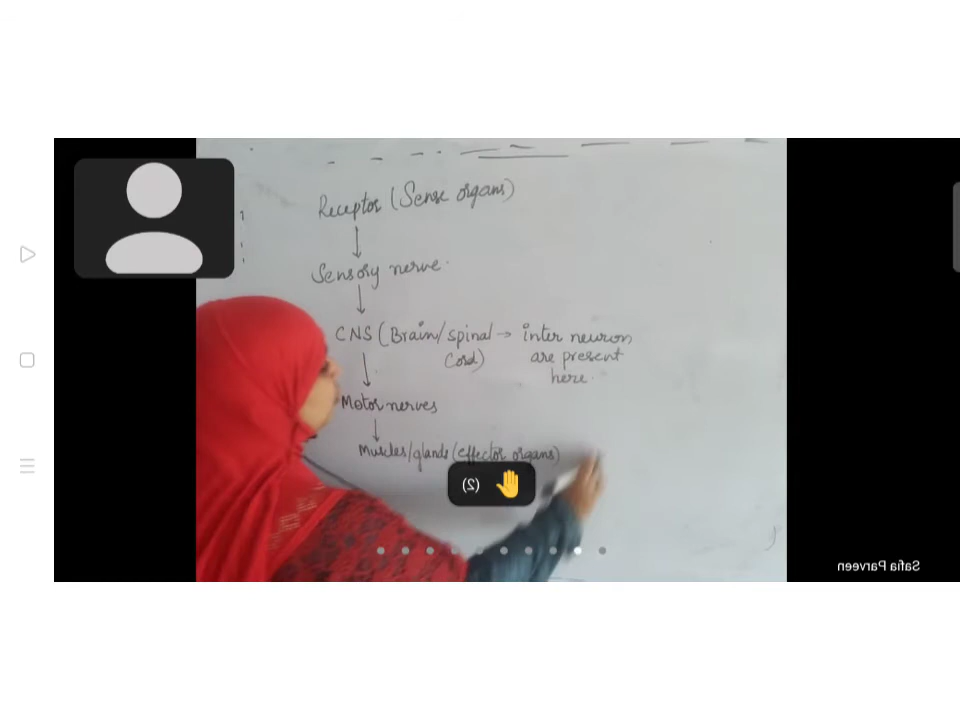 Receptor (Sense organs)
Sensory nerve.
CNS (Brain/spinal → inter neuron
cord) are present
here.
Motor nerves
Muscles/glands (effector organs)
(2)
Safia Parveen